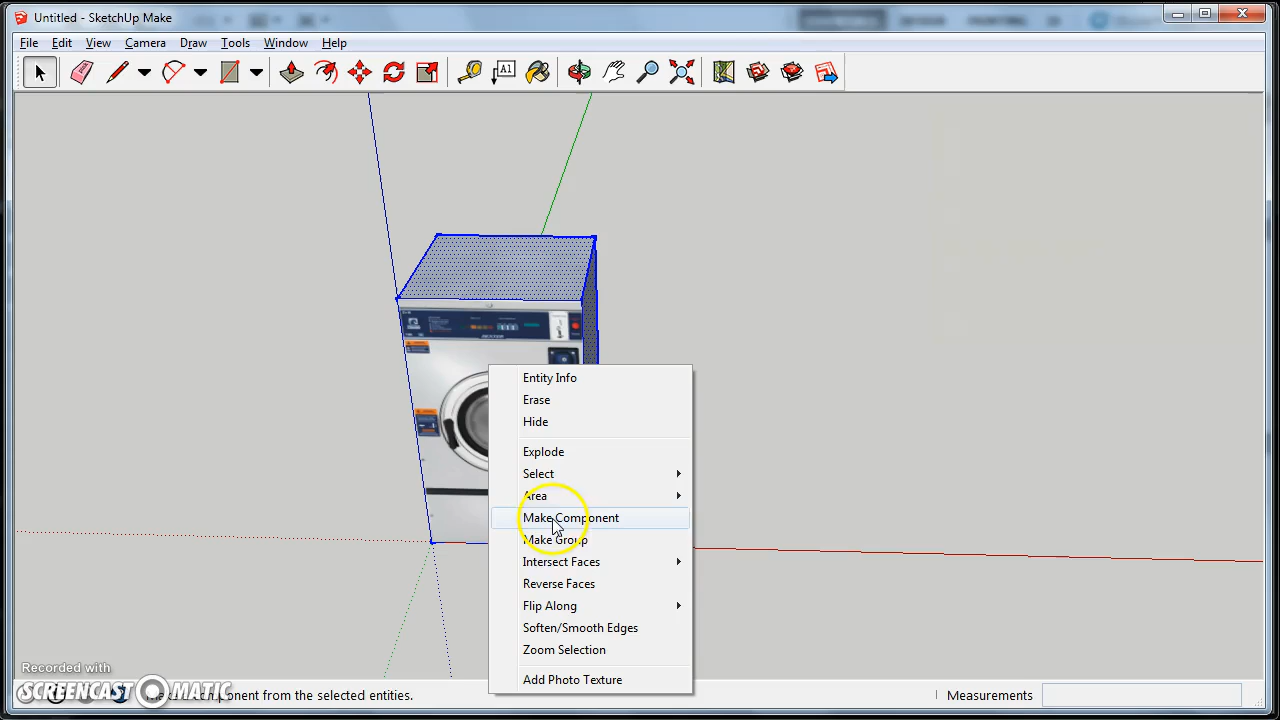 Untitled - SketchUp Make
File Edit View Camera Draw Tools Window Help
A1
Entity Info
Erase
Hide
Explode
Select
Area
Make Component
Make Group
Intersect Faces
Reverse Faces
Flip Along
Soften/Smooth Edges
Zoom Selection
Add Photo Texture
Recorded with
SCREENCAST MATIC
component from the selected entities.
Measurements